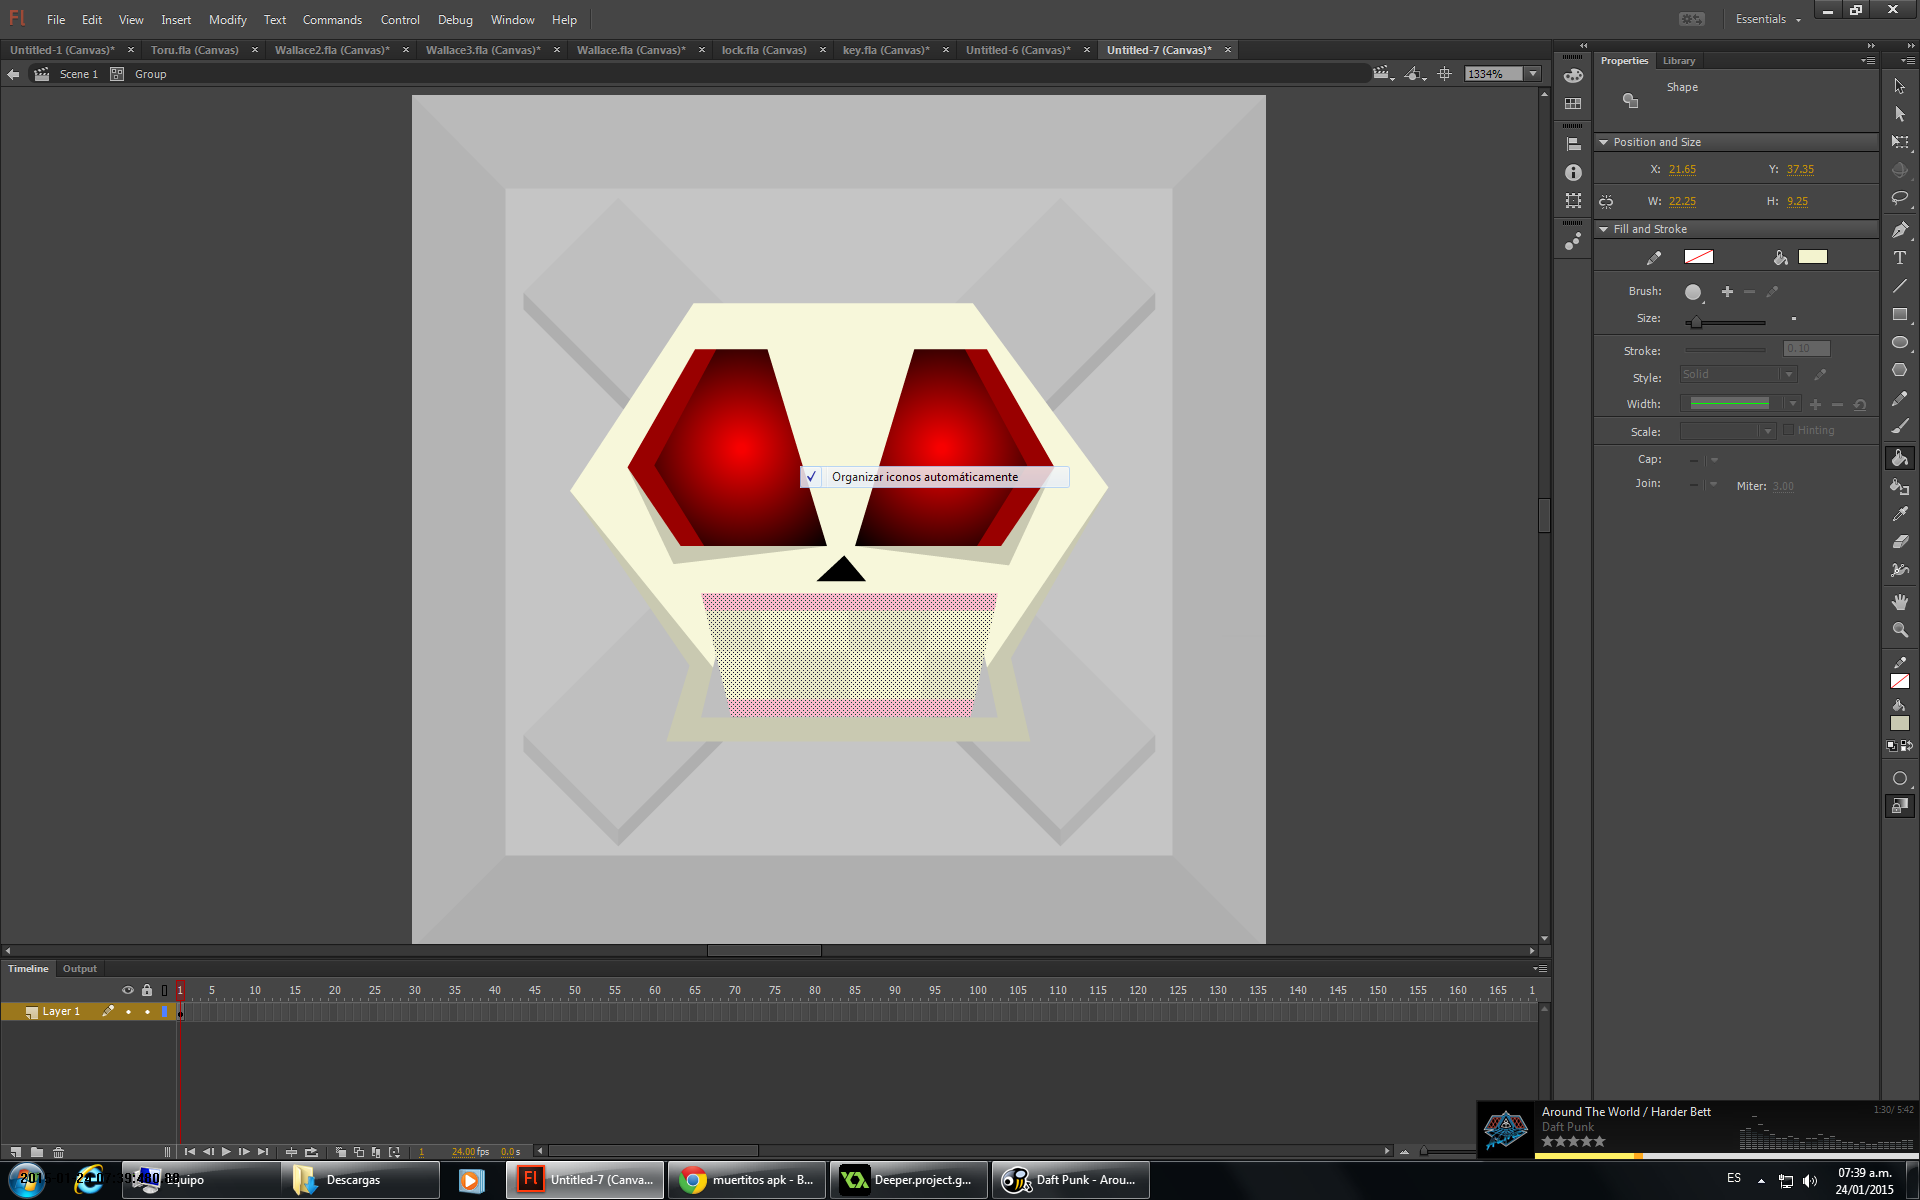 Fl File Edit View Insert Modify Text Commands Control Debug Window Help Essentials
Untitled-1 (Canvas)* Toru.fla (Canvas) Wallace2.fla (Canvas)* Wallace3.fla (Canvas)* Wallace.fla (Canvas)* lock.fla (Canvas) key.fla (Canvas)* Untitled-6 (Canvas)* Untitled-7 (Canvas)*
Scene 1 Group 1334%
Properties Library
Shape
Position and Size
X: 21.65 Y: 37.35
W: 22.25 H: 9.25
Fill and Stroke
Brush:
Size:
Stroke: 0.10
Style: Solid
Width:
Scale: Hinting
Cap:
Join: Miter: 3.00
Organizar iconos automáticamente
Timeline Output
1 5 10 15 20 25 30 35 40 45 50 55 60 65 70 75 80 85 90 95 100 105 110 115 120 125 130 135 140 145 150 155 160 165 1
Layer 1
1 24.00 fps 0.0 s
Around The World / Harder Bett 1:30/ 5:42
Daft Punk
Equipo Descargas Fl Untitled-7 (Canva... muertitos apk - B... Deeper.project.g... Daft Punk - Arou... ES 07:39 a.m.
24/01/2015